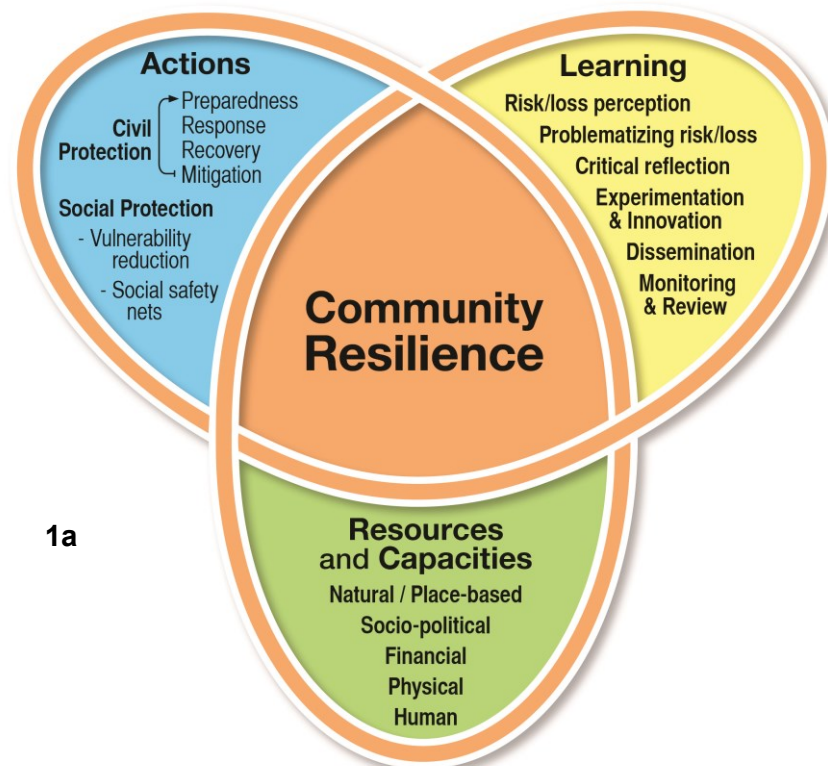 Actions
Civil
Protection
Preparedness
Response
Recovery
Mitigation
Social Protection
- Vulnerability
reduction
- Social safety
nets
Learning
Risk/loss perception
Problematizing risk/loss
Critical reflection
Experimentation
& Innovation
Dissemination
Monitoring
& Review
Community
Resilience
1a
Resources
and Capacities
Natural / Place-based
Socio-political
Financial
Physical
Human